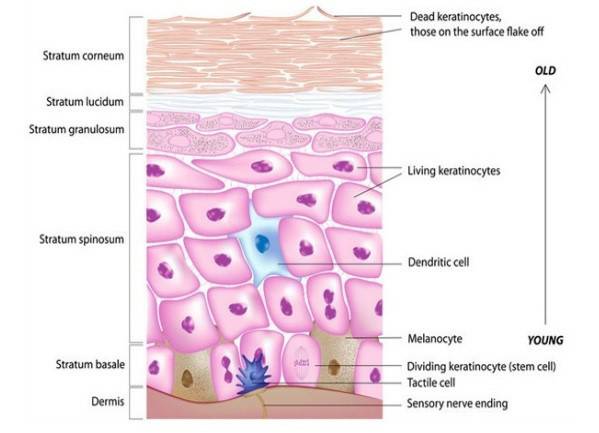 Dead keratinocytes,
those on the surface flake off
Stratum corneum
OLD
Stratum lucidum
Stratum granulosum
Living keratinocytes
Stratum spinosum
Dendritic cell
Melanocyte
YOUNG
Stratum basale
Dividing keratinocyte (stem cell)
Tactile cell
Dermis
Sensory nerve ending